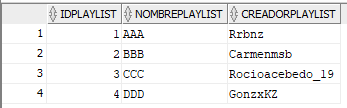 IDPLAYLIST NOMBREPLAYLIST CREADORPLAYLIST
1 1 AAA Rrbnz
2 2 BBB Carmenmsb
3 3 CCC Rocioacebedo_19
4 4 DDD GonzxKZ